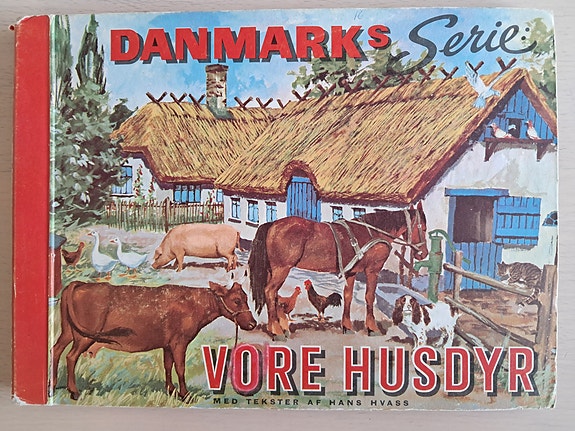 DANMARKS Serie:
VORE HUSDYR
MED TEKSTER AF HANS HVASS